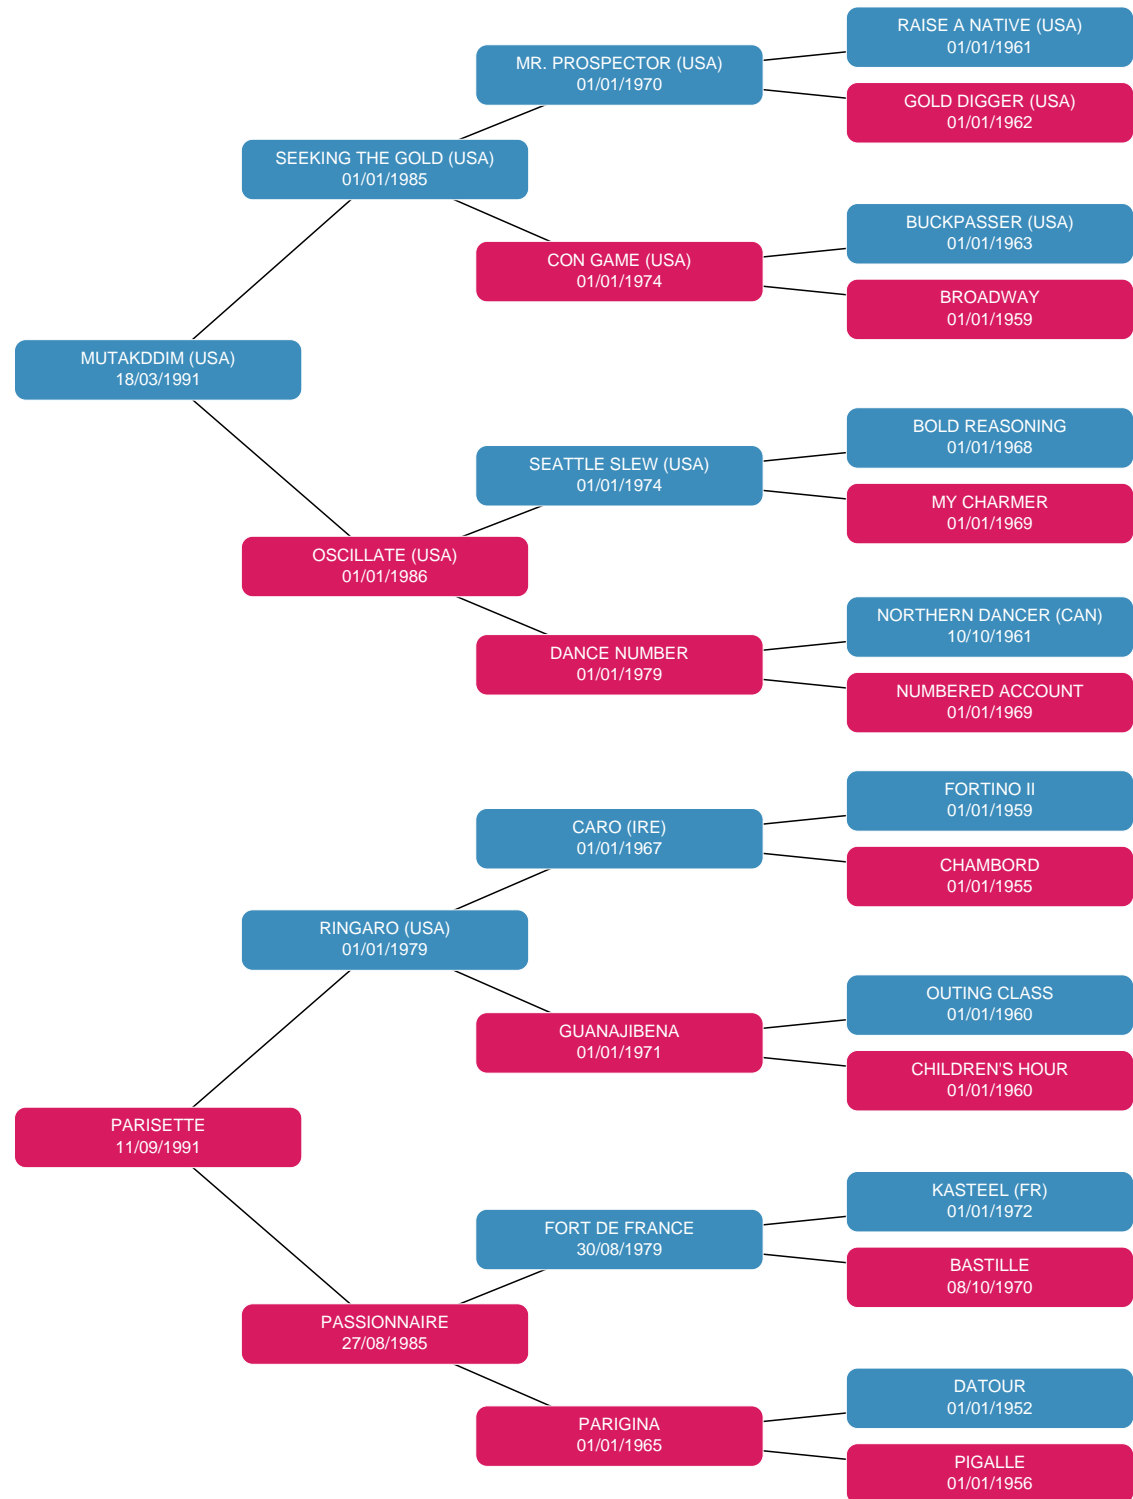 RAISE A NATIVE (USA)
01/01/1961
MR. PROSPECTOR (USA)
01/01/1970
GOLD DIGGER (USA)
01/01/1962
SEEKING THE GOLD (USA)
01/01/1985
BUCKPASSER (USA)
01/01/1963
CON GAME (USA)
01/01/1974
BROADWAY
01/01/1959
MUTAKDDIM (USA)
18/03/1991
BOLD REASONING
01/01/1968
SEATTLE SLEW (USA)
01/01/1974
MY CHARMER
01/01/1969
OSCILLATE (USA)
01/01/1986
NORTHERN DANCER (CAN)
10/10/1961
DANCE NUMBER
01/01/1979
NUMBERED ACCOUNT
01/01/1969
FORTINO II
01/01/1959
CARO (IRE)
01/01/1967
CHAMBORD
01/01/1955
RINGARO (USA)
01/01/1979
OUTING CLASS
01/01/1960
GUANAJIBENA
01/01/1971
CHILDREN'S HOUR
01/01/1960
PARISETTE
11/09/1991
KASTEEL (FR)
01/01/1972
FORT DE FRANCE
30/08/1979
BASTILLE
08/10/1970
PASSIONNAIRE
27/08/1985
DATOUR
01/01/1952
PARIGINA
01/01/1965
PIGALLE
01/01/1956